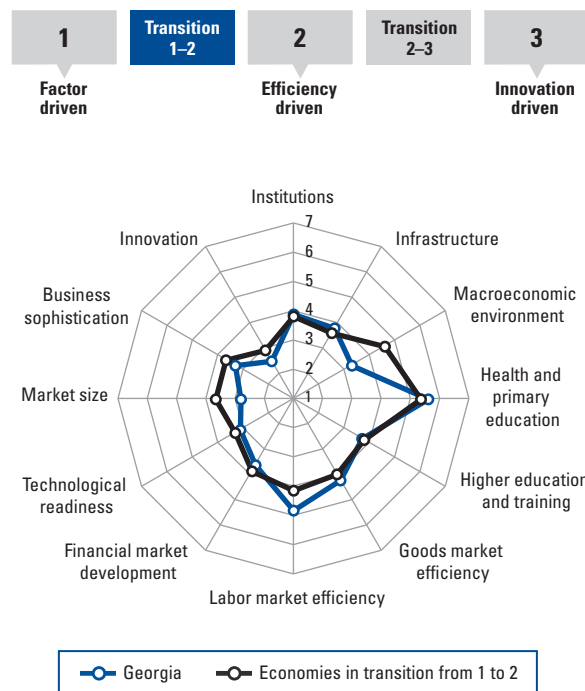 1
Transition
1–2
2
Transition
2–3
3
Factor
driven
Efficiency
driven
Innovation
driven
Institutions
7
Innovation
6
Infrastructure
5
Business
sophistication
4
Macroeconomic
environment
3
2
Market size
1
Health and
primary
education
Technological
readiness
Higher education
and training
Financial market
development
Goods market
efficiency
Labor market efficiency
Georgia
Economies in transition from 1 to 2